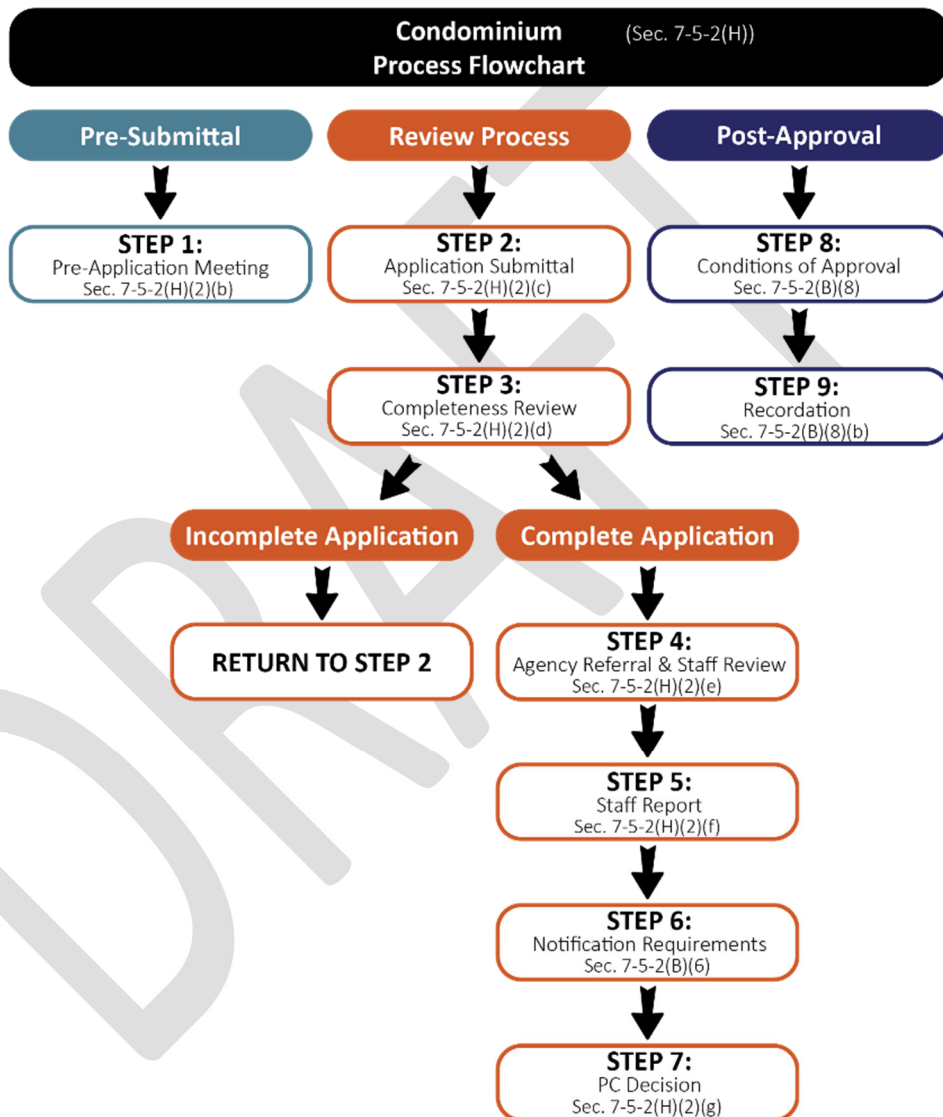 Condominium (Sec. 7-5-2(H))
Process Flowchart
Pre-Submittal
STEP 1:
Pre-Application Meeting
Sec. 7-5-2(H)(2)(b)
Review Process
STEP 2:
Application Submittal
Sec. 7-5-2(H)(2)(c)
STEP 3:
Completeness Review
Sec. 7-5-2(H)(2)(d)
Incomplete Application
RETURN TO STEP 2
Complete Application
STEP 4:
Agency Referral & Staff Review
Sec. 7-5-2(H)(2)(e)
STEP 5:
Staff Report
Sec. 7-5-2(H)(2)(f)
STEP 6:
Notification Requirements
Sec. 7-5-2(B)(6)
STEP 7:
PC Decision
Sec. 7-5-2(H)(2)(g)
Post-Approval
STEP 8:
Conditions of Approval
Sec. 7-5-2(B)(8)
STEP 9:
Recordation
Sec. 7-5-2(B)(8)(b)
DRAFT